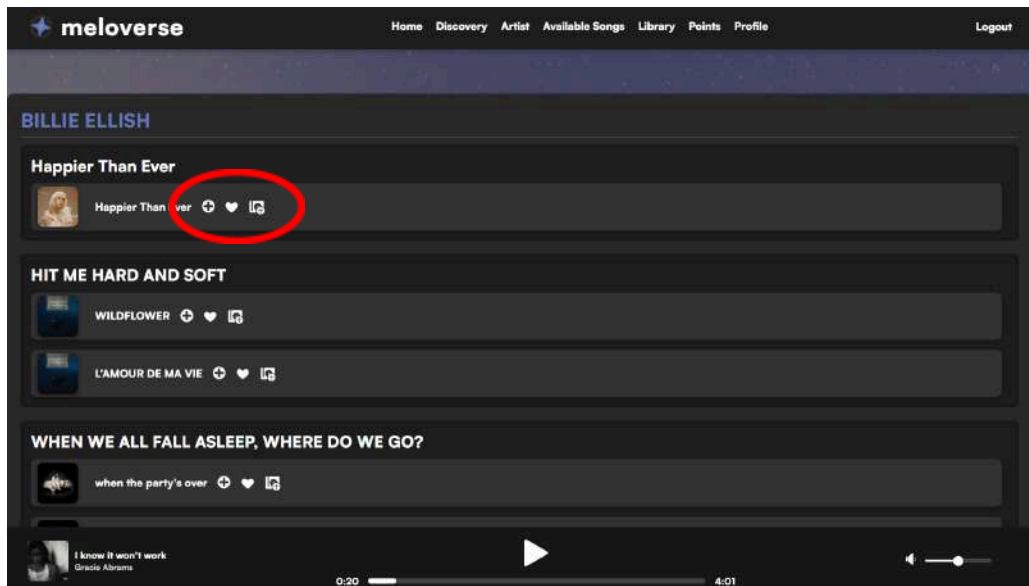 meloverse
Home Discovery Artist Available Songs Library Points Profile Logout
BILLIE ELLISH
Happier Than Ever
Happier Than Ever
HIT ME HARD AND SOFT
WILDFLOWER
L'AMOUR DE MA VIE
WHEN WE ALL FALL ASLEEP, WHERE DO WE GO?
when the party's over
I know it won't work
Gracie Abrams
0:20 4:01